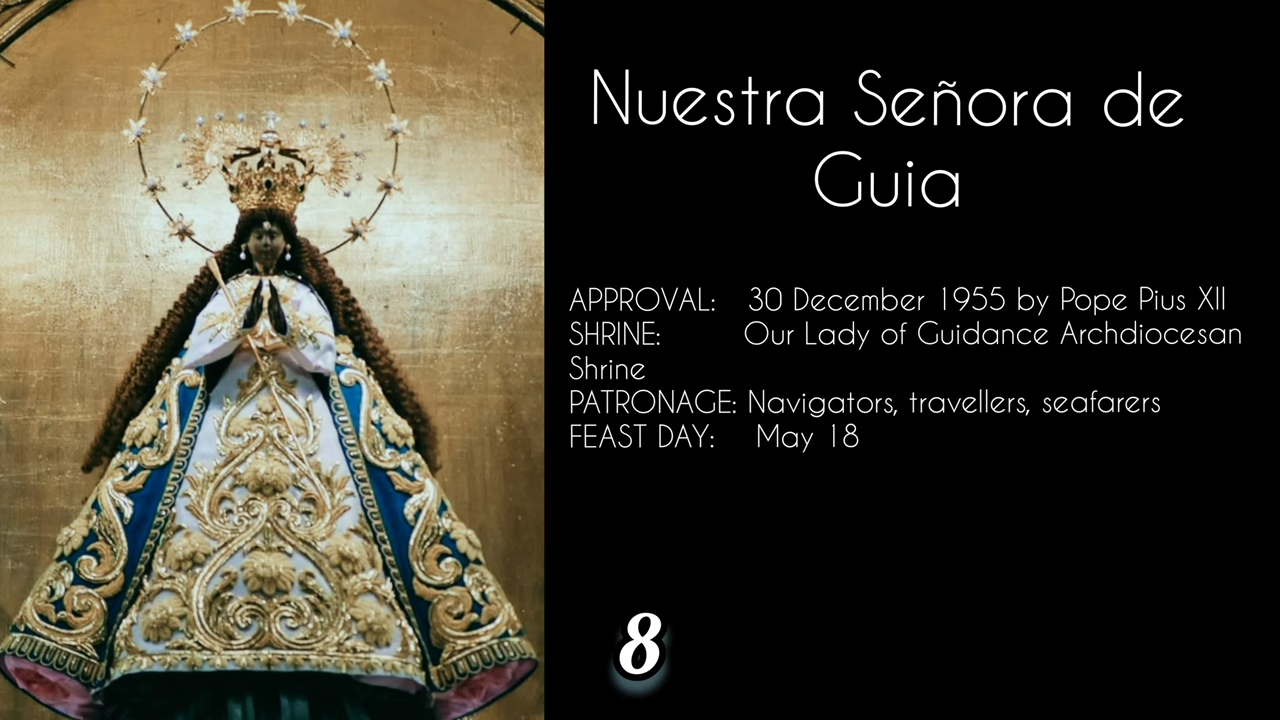 Nuestra Señora de
Guia
APPROVAL: 30 December 1955 by Pope Pius XII
SHRINE: Our Lady of Guidance Archdiocesan
Shrine
PATRONAGE: Navigators, travellers, seafarers
FEAST DAY: May 18
8